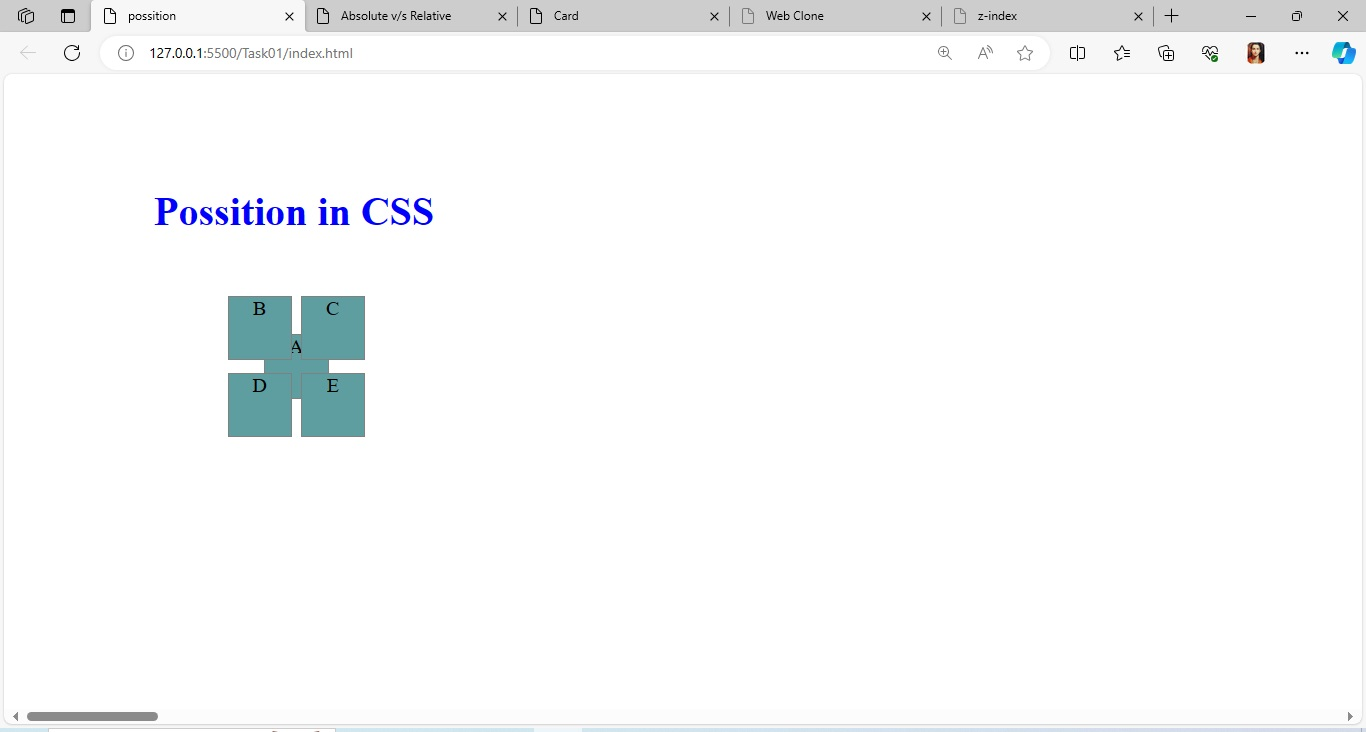 possition
Absolute v/s Relative
Card
Web Clone
z-index
127.0.0.1:5500/Task01/index.html
Possition in CSS
B C
A
D E